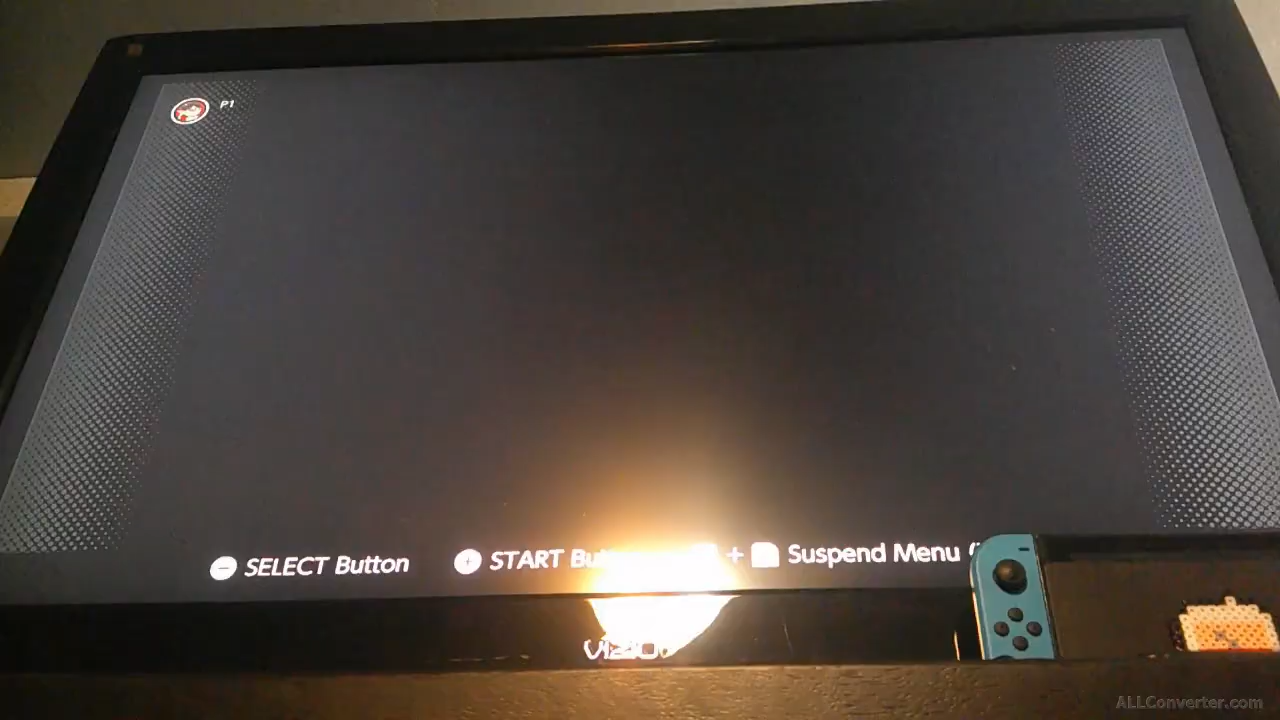 P1
SELECT Button
START Bu
+
Suspend Menu (
VIZIO
ALLConverter.com